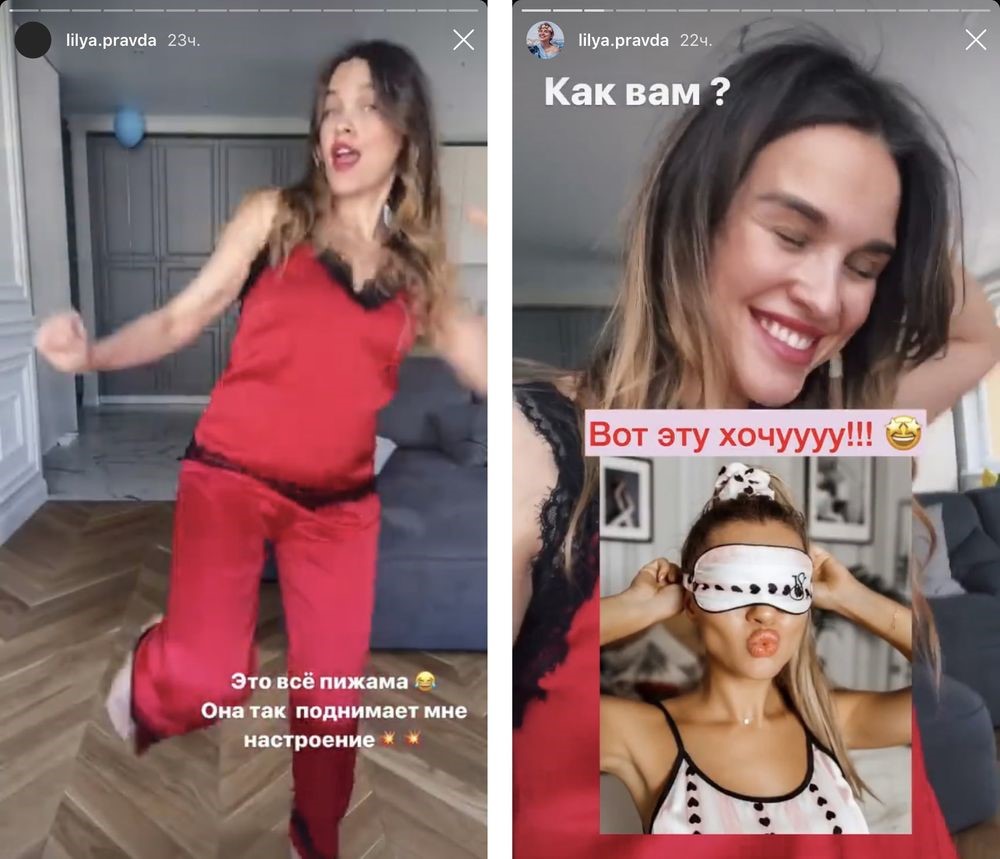 lilya.pravda 23ч.
Это всё пижама 😂
Она так поднимает мне
настроение💥💥
lilya.pravda 22ч.
Как вам ?
Вот эту хочуууу!!! 🤩